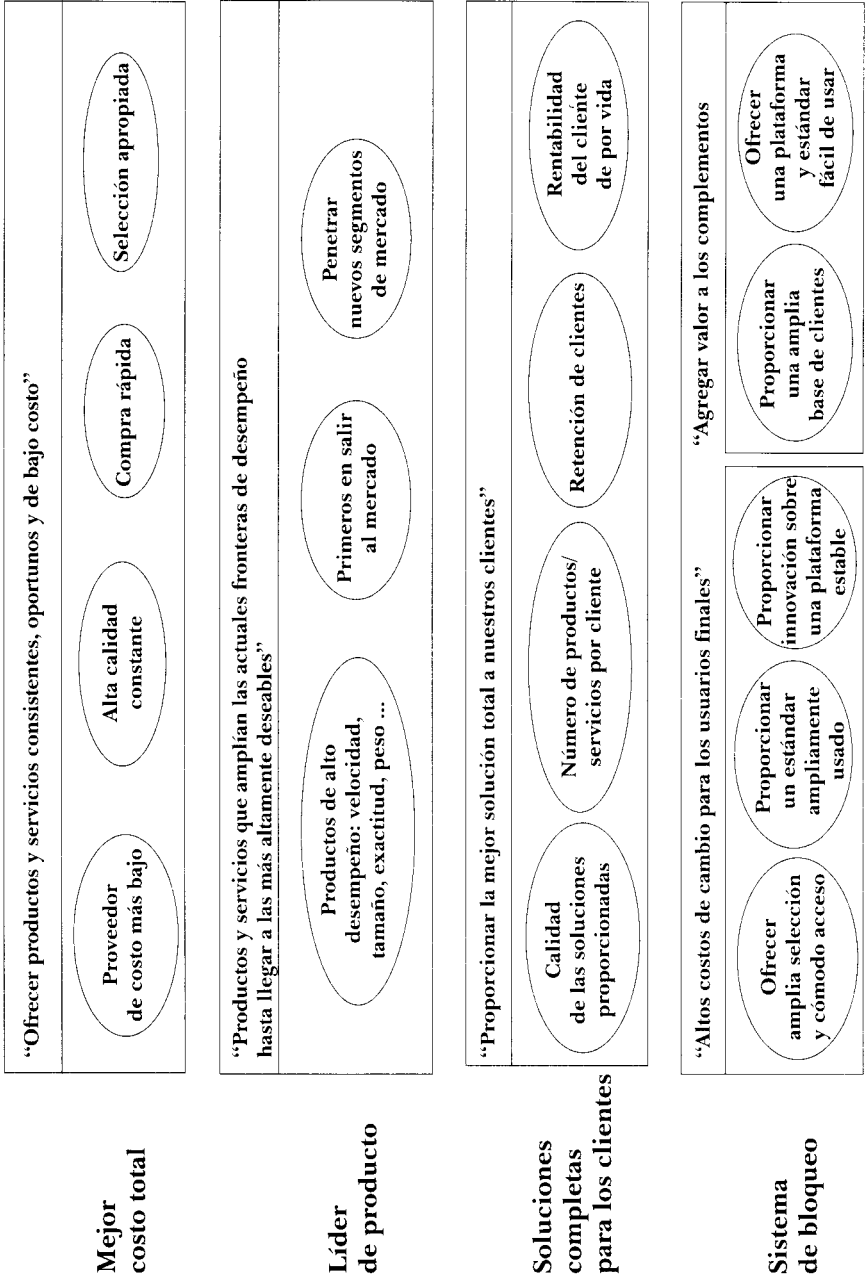 Mejor
costo total
“Ofrecer productos y servicios consistentes, oportunos y de bajo costo”
Proveedor
de costo más bajo
Alta calidad
constante
Compra rápida
Selección apropiada
Líder
de producto
“Productos y servicios que amplían las actuales fronteras de desempeño
hasta llegar a las más altamente deseables”
Productos de alto
desempeño: velocidad,
tamaño, exactitud, peso ...
Primeros en salir
al mercado
Penetrar
nuevos segmentos
de mercado
Soluciones
completas
para los clientes
“Proporcionar la mejor solución total a nuestros clientes”
Calidad
de las soluciones
proporcionadas
Número de productos/
servicios por cliente
Retención de clientes
Rentabilidad
del cliente
de por vida
Sistema
de bloqueo
“Altos costos de cambio para los usuarios finales”
Ofrecer
amplia selección
y cómodo acceso
Proporcionar
un estándar
ampliamente
usado
Proporcionar
innovación sobre
una plataforma
estable
“Agregar valor a los complementos
Proporcionar
una amplia
base de clientes
Ofrecer
una plataforma
y estándar
fácil de usar